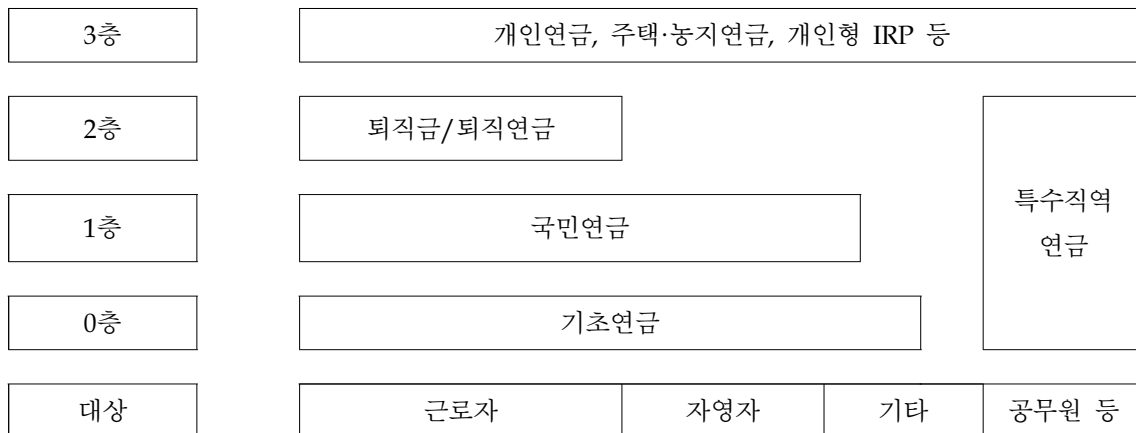 3층
개인연금, 주택·농지연금, 개인형 IRP 등
2층
퇴직금/퇴직연금
특수직역
연금
1층
국민연금
0층
기초연금
대상
근로자
자영자
기타
공무원 등